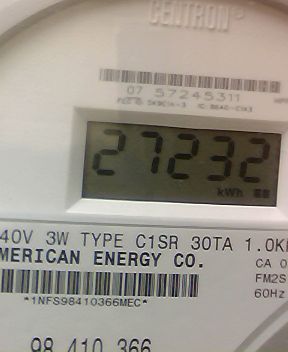 CENTRON®
07 57245311
27232
kWh
40V 3W TYPE C1SR 30TA 1.0K
MERICAN ENERGY CO.
CA 0
FM2S
*1NFS98410366MEC*
60Hz
98 410 366